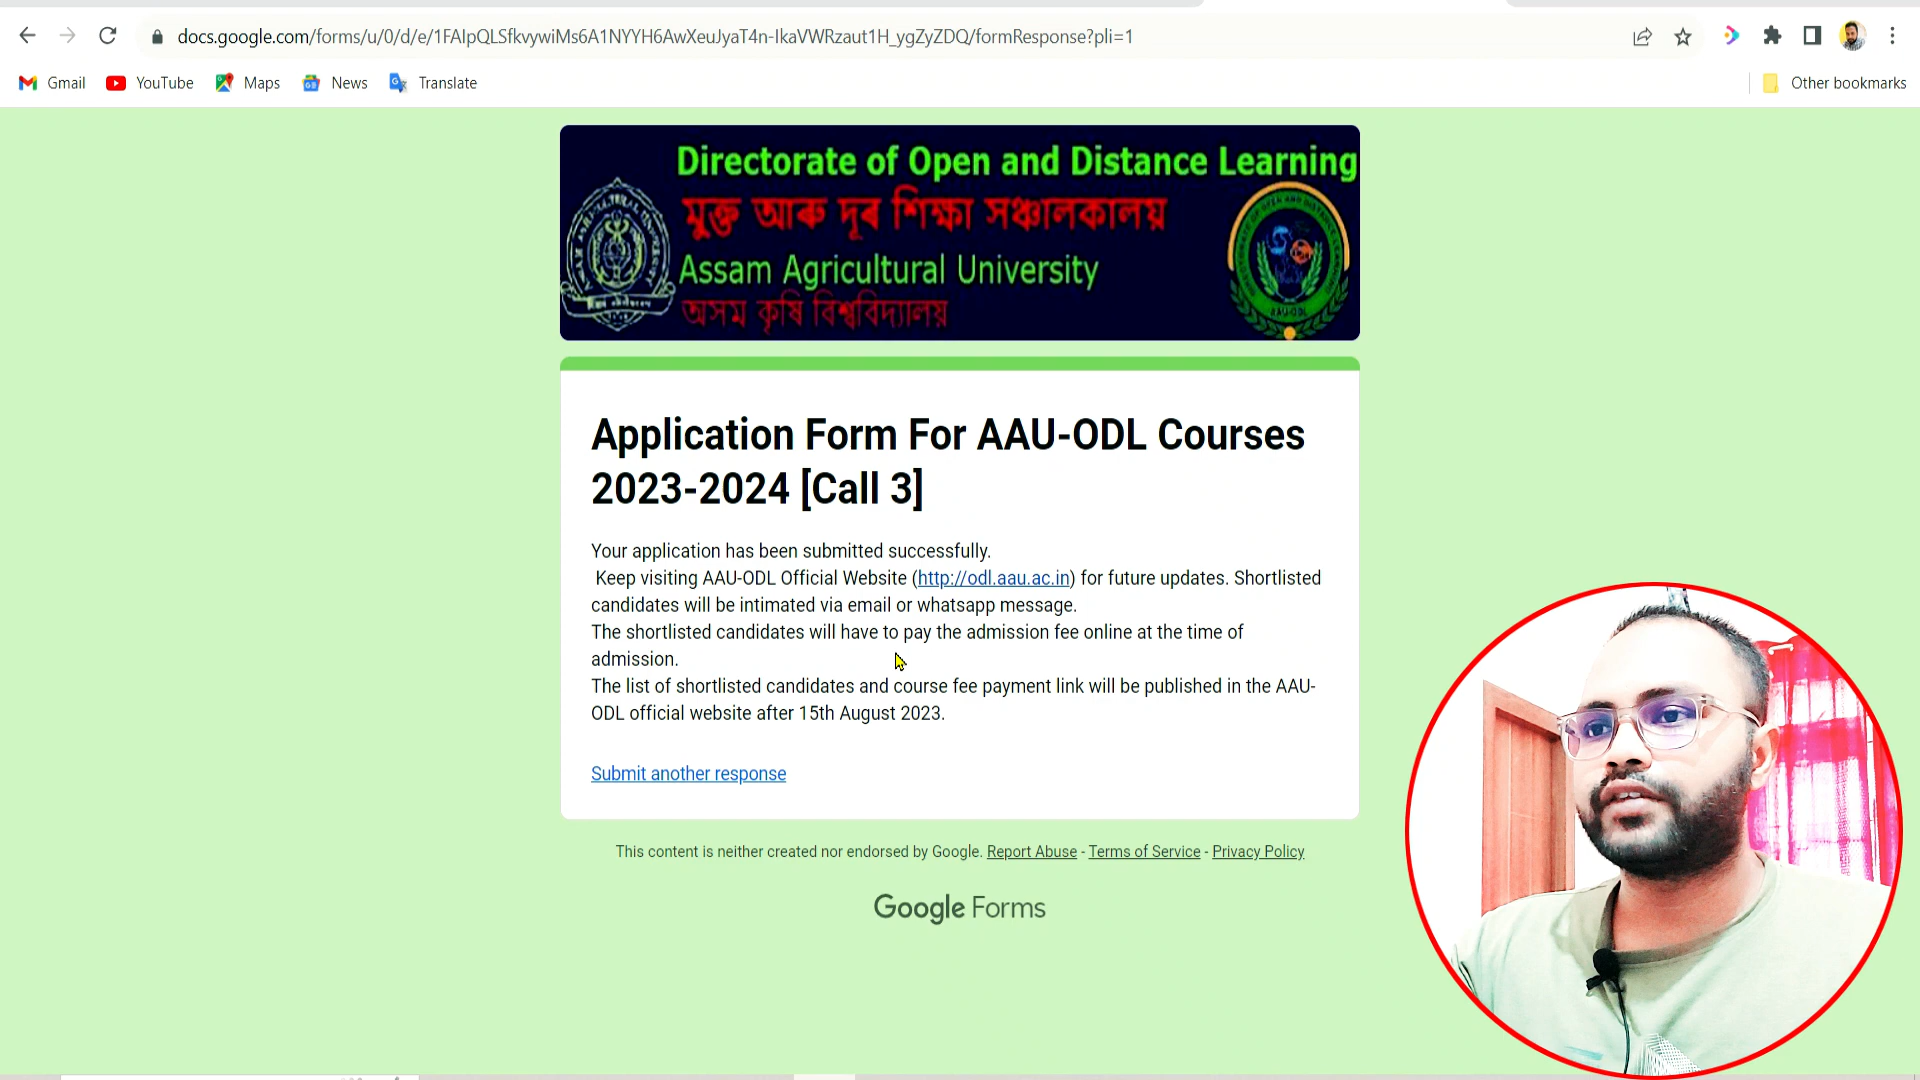 docs.google.com/forms/u/0/d/e/1FAIpQLSfkvywiMs6A1NYYH6AwXeuJyaT4n-IkaVWRzaut1H_ygZyZDQ/formResponse?pli=1
Gmail YouTube Maps News Translate Other bookmarks
Directorate of Open and Distance Learning
মুক্ত আৰু দূৰ শিক্ষা সঞ্চালকালয়
Assam Agricultural University
অসম কৃষি বিশ্ববিদ্যালয়
AAU-ODL
Application Form For AAU-ODL Courses
2023-2024 [Call 3]
Your application has been submitted successfully.
Keep visiting AAU-ODL Official Website (http://odl.aau.ac.in) for future updates. Shortlisted
candidates will be intimated via email or whatsapp message.
The shortlisted candidates will have to pay the admission fee online at the time of
admission.
The list of shortlisted candidates and course fee payment link will be published in the AAU-
ODL official website after 15th August 2023.
Submit another response
This content is neither created nor endorsed by Google. Report Abuse - Terms of Service - Privacy Policy
Google Forms